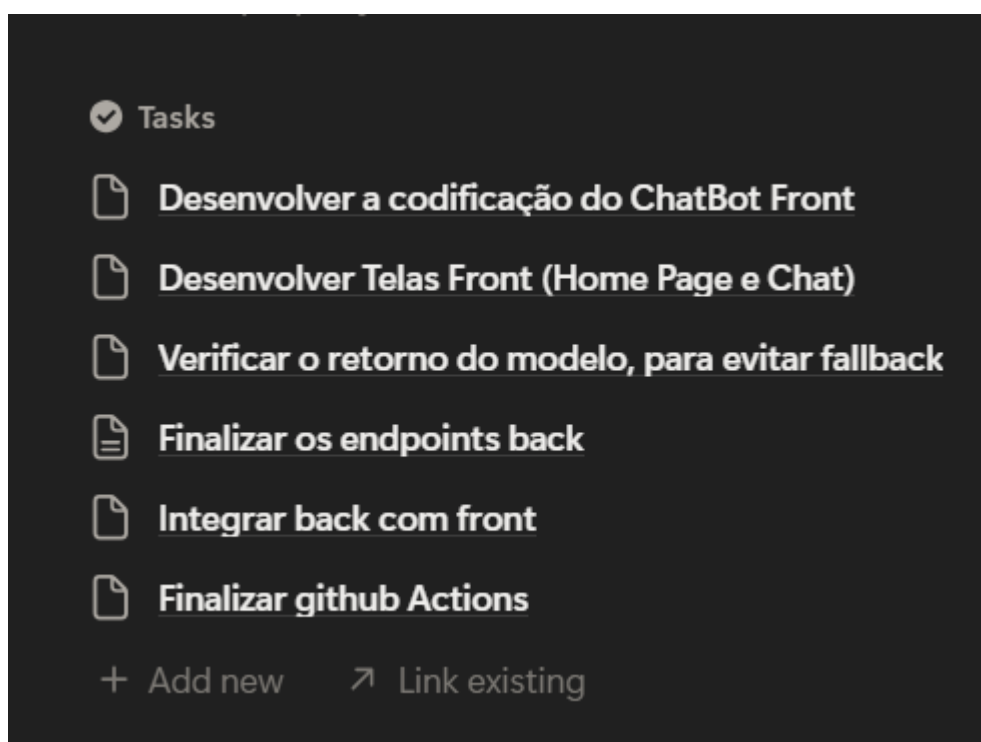 Tasks
Desenvolver a codificação do ChatBot Front
Desenvolver Telas Front (Home Page e Chat)
Verificar o retorno do modelo, para evitar fallback
Finalizar os endpoints back
Integrar back com front
Finalizar github Actions
+ Add new ↗ Link existing